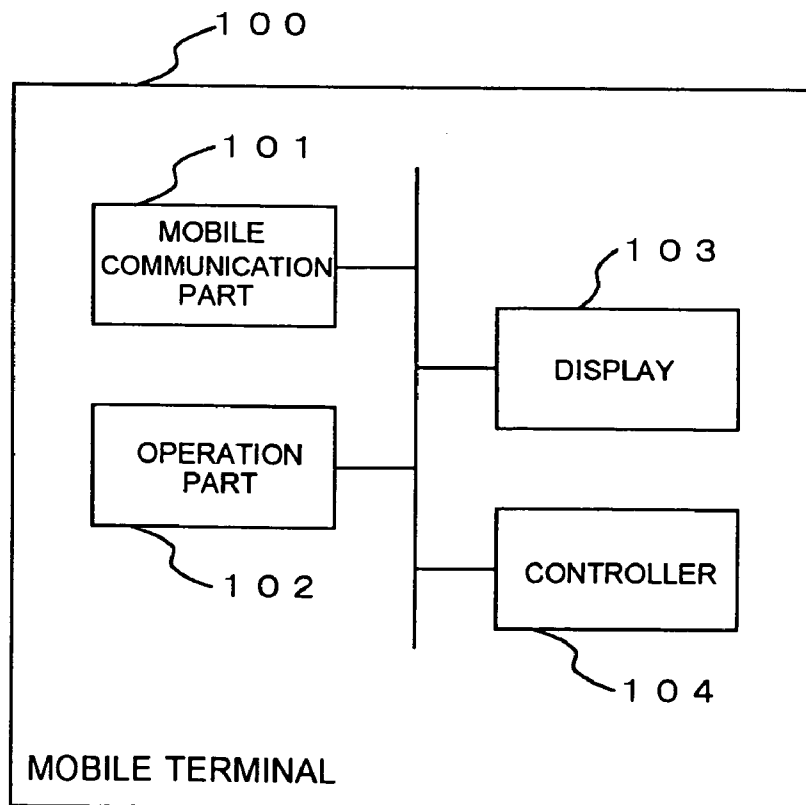 100
101
MOBILE
COMMUNICATION
PART
103
DISPLAY
OPERATION
PART
102
CONTROLLER
104
MOBILE TERMINAL